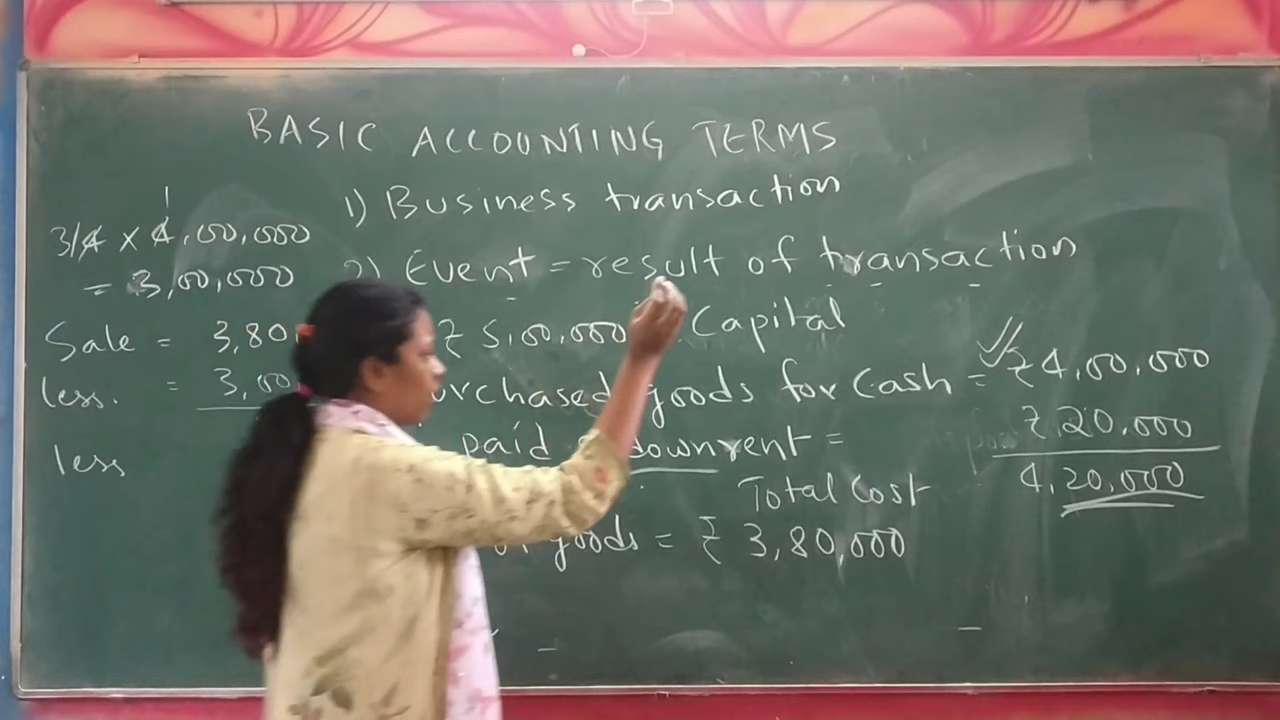 BASIC ACCOUNTING TERMS
1) Business transaction
3/4 × 4,00,000
1
= 3,00,000
2) Event = result of transaction
Sale = 3,80
₹ 5,00,000 Capital
less. = 3,00
urchased goods for Cash = ₹4,00,000
paid down rent = ₹20,000
less
4,20,000
Total Cost
goods = ₹ 3,80,000